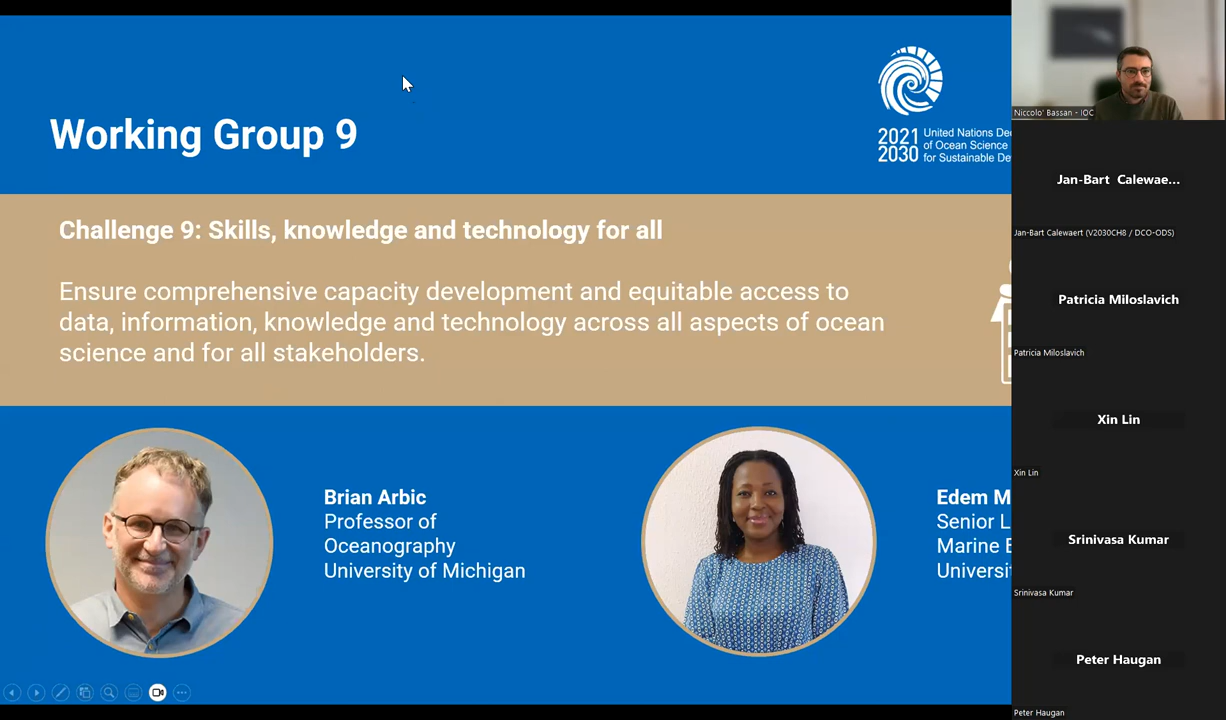 Working Group 9
2021 United Nations De
2030 of Ocean Science
for Sustainable De
Challenge 9: Skills, knowledge and technology for all
Ensure comprehensive capacity development and equitable access to
data, information, knowledge and technology across all aspects of ocean
science and for all stakeholders.
Brian Arbic
Professor of
Oceanography
University of Michigan
Edem M
Senior L
Marine
Universit
Niccolo' Bassan - IOC
Jan-Bart Calewae...
Jan-Bart Calewaert (V2030CH8 / DCO-ODS)
Patricia Miloslavich
Patricia Miloslavich
Xin Lin
Xin Lin
Srinivasa Kumar
Srinivasa Kumar
Peter Haugan
Peter Haugan